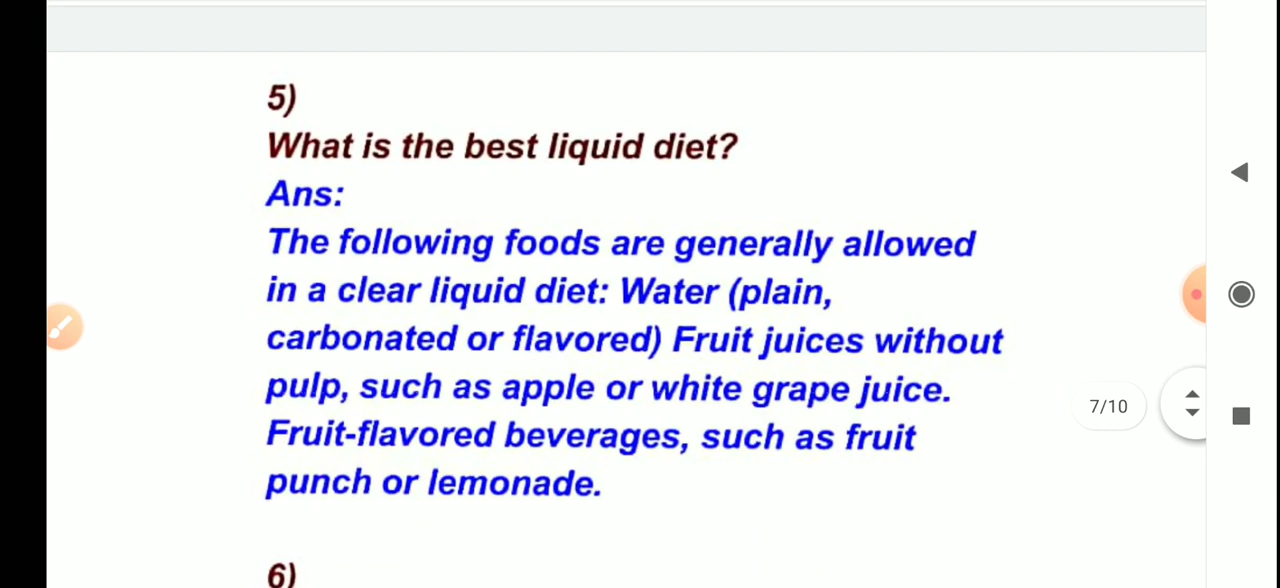 5)
What is the best liquid diet?
Ans:
The following foods are generally allowed
in a clear liquid diet: Water (plain,
carbonated or flavored) Fruit juices without
pulp, such as apple or white grape juice.
7/10
Fruit-flavored beverages, such as fruit
punch or lemonade.
6)